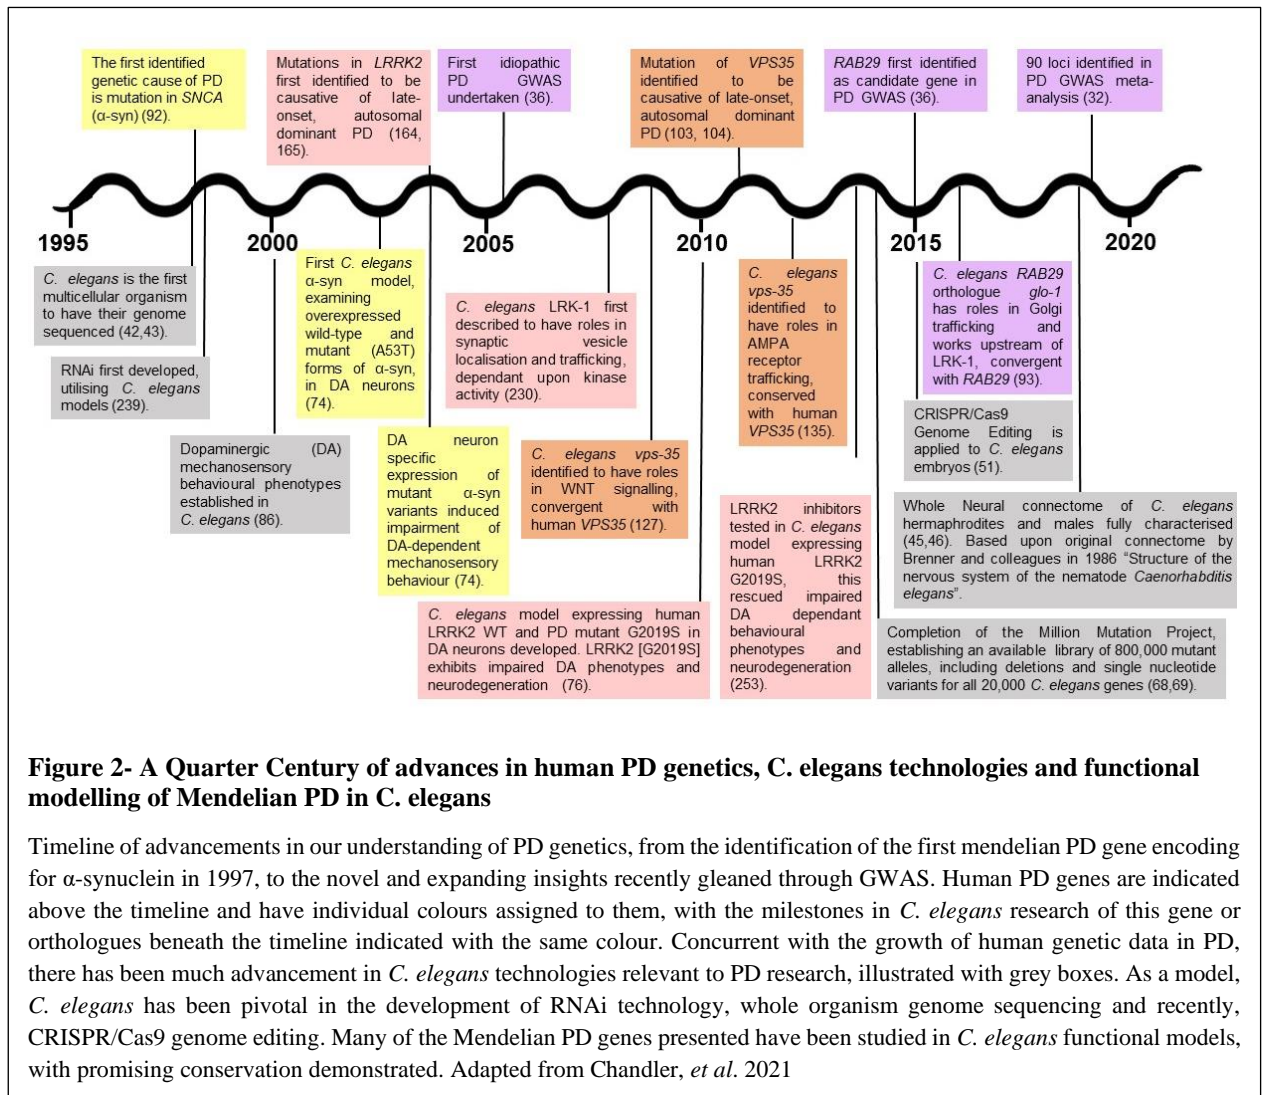 The first identified
genetic cause of PD
is mutation in SNCA
(α-syn) (92).
Mutations in LRRK2
first identified to be
causative of late-
onset, autosomal
dominant PD (164,
165).
First idiopathic
PD GWAS
undertaken (36).
Mutation of VPS35
identified to be
causative of late-onset,
autosomal dominant
PD (103, 104).
RAB29 first identified
as candidate gene in
PD GWAS (36).
90 loci identified in
PD GWAS meta-
analysis (32).
1995
2000
2005
2010
2015
2020
C. elegans is the first
multicellular organism
to have their genome
sequenced (42,43).
RNAi first developed,
utilising C. elegans
models (239).
Dopaminergic (DA)
mechanosensory
behavioural phenotypes
established in
C. elegans (86).
First C. elegans
α-syn model,
examining
overexpressed
wild-type and
mutant (A53T)
forms of α-syn,
in DA neurons
(74).
DA neuron
specific
expression of
mutant α-syn
variants induced
impairment of
DA-dependent
mechanosensory
behaviour (74).
C. elegans LRK-1 first
described to have roles in
synaptic vesicle
localisation and trafficking,
dependant upon kinase
activity (230).
C. elegans vps-35
identified to have roles
in WNT signalling,
convergent with
human VPS35 (127).
C. elegans model expressing human
LRRK2 WT and PD mutant G2019S in
DA neurons developed. LRRK2 [G2019S]
exhibits impaired DA phenotypes and
neurodegeneration (76).
C. elegans
vps-35
identified to
have roles in
AMPA
receptor
trafficking,
conserved
with human
VPS35 (135).
LRRK2 inhibitors
tested in C. elegans
model expressing
human LRRK2
G2019S, this
rescued impaired
DA dependant
behavioural
phenotypes and
neurodegeneration
(253).
C. elegans RAB29
orthologue glo-1
has roles in Golgi
trafficking and
works upstream of
LRK-1, convergent
with RAB29 (93).
CRISPR/Cas9
Genome Editing is
applied to C. elegans
embryos (51).
Whole Neural connectome of C. elegans
hermaphrodites and males fully characterised
(45,46). Based upon original connectome by
Brenner and colleagues in 1986 “Structure of the
nervous system of the nematode Caenorhabditis
elegans”.
Completion of the Million Mutation Project,
establishing an available library of 800,000 mutant
alleles, including deletions and single nucleotide
variants for all 20,000 C. elegans genes (68,69).
Figure 2- A Quarter Century of advances in human PD genetics, C. elegans technologies and functional
modelling of Mendelian PD in C. elegans
Timeline of advancements in our understanding of PD genetics, from the identification of the first mendelian PD gene encoding
for α-synuclein in 1997, to the novel and expanding insights recently gleaned through GWAS. Human PD genes are indicated
above the timeline and have individual colours assigned to them, with the milestones in C. elegans research of this gene or
orthologues beneath the timeline indicated with the same colour. Concurrent with the growth of human genetic data in PD,
there has been much advancement in C. elegans technologies relevant to PD research, illustrated with grey boxes. As a model,
C. elegans has been pivotal in the development of RNAi technology, whole organism genome sequencing and recently,
CRISPR/Cas9 genome editing. Many of the Mendelian PD genes presented have been studied in C. elegans functional models,
with promising conservation demonstrated. Adapted from Chandler, et al. 2021